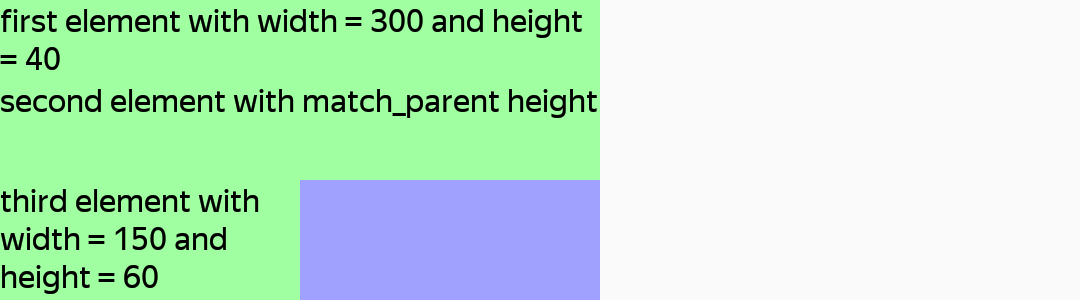 first element with width = 300 and height
= 40
second element with match_parent height
third element with
width = 150 and
height = 60